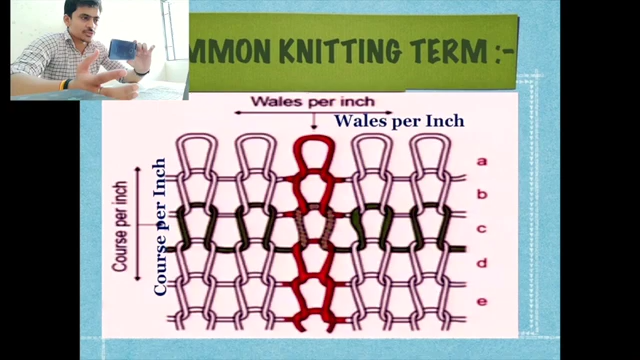 MMON KNITTING TERM :-
Wales per inch
Wales per Inch
Course per inch
Course per Inch
a
b
c
d
e